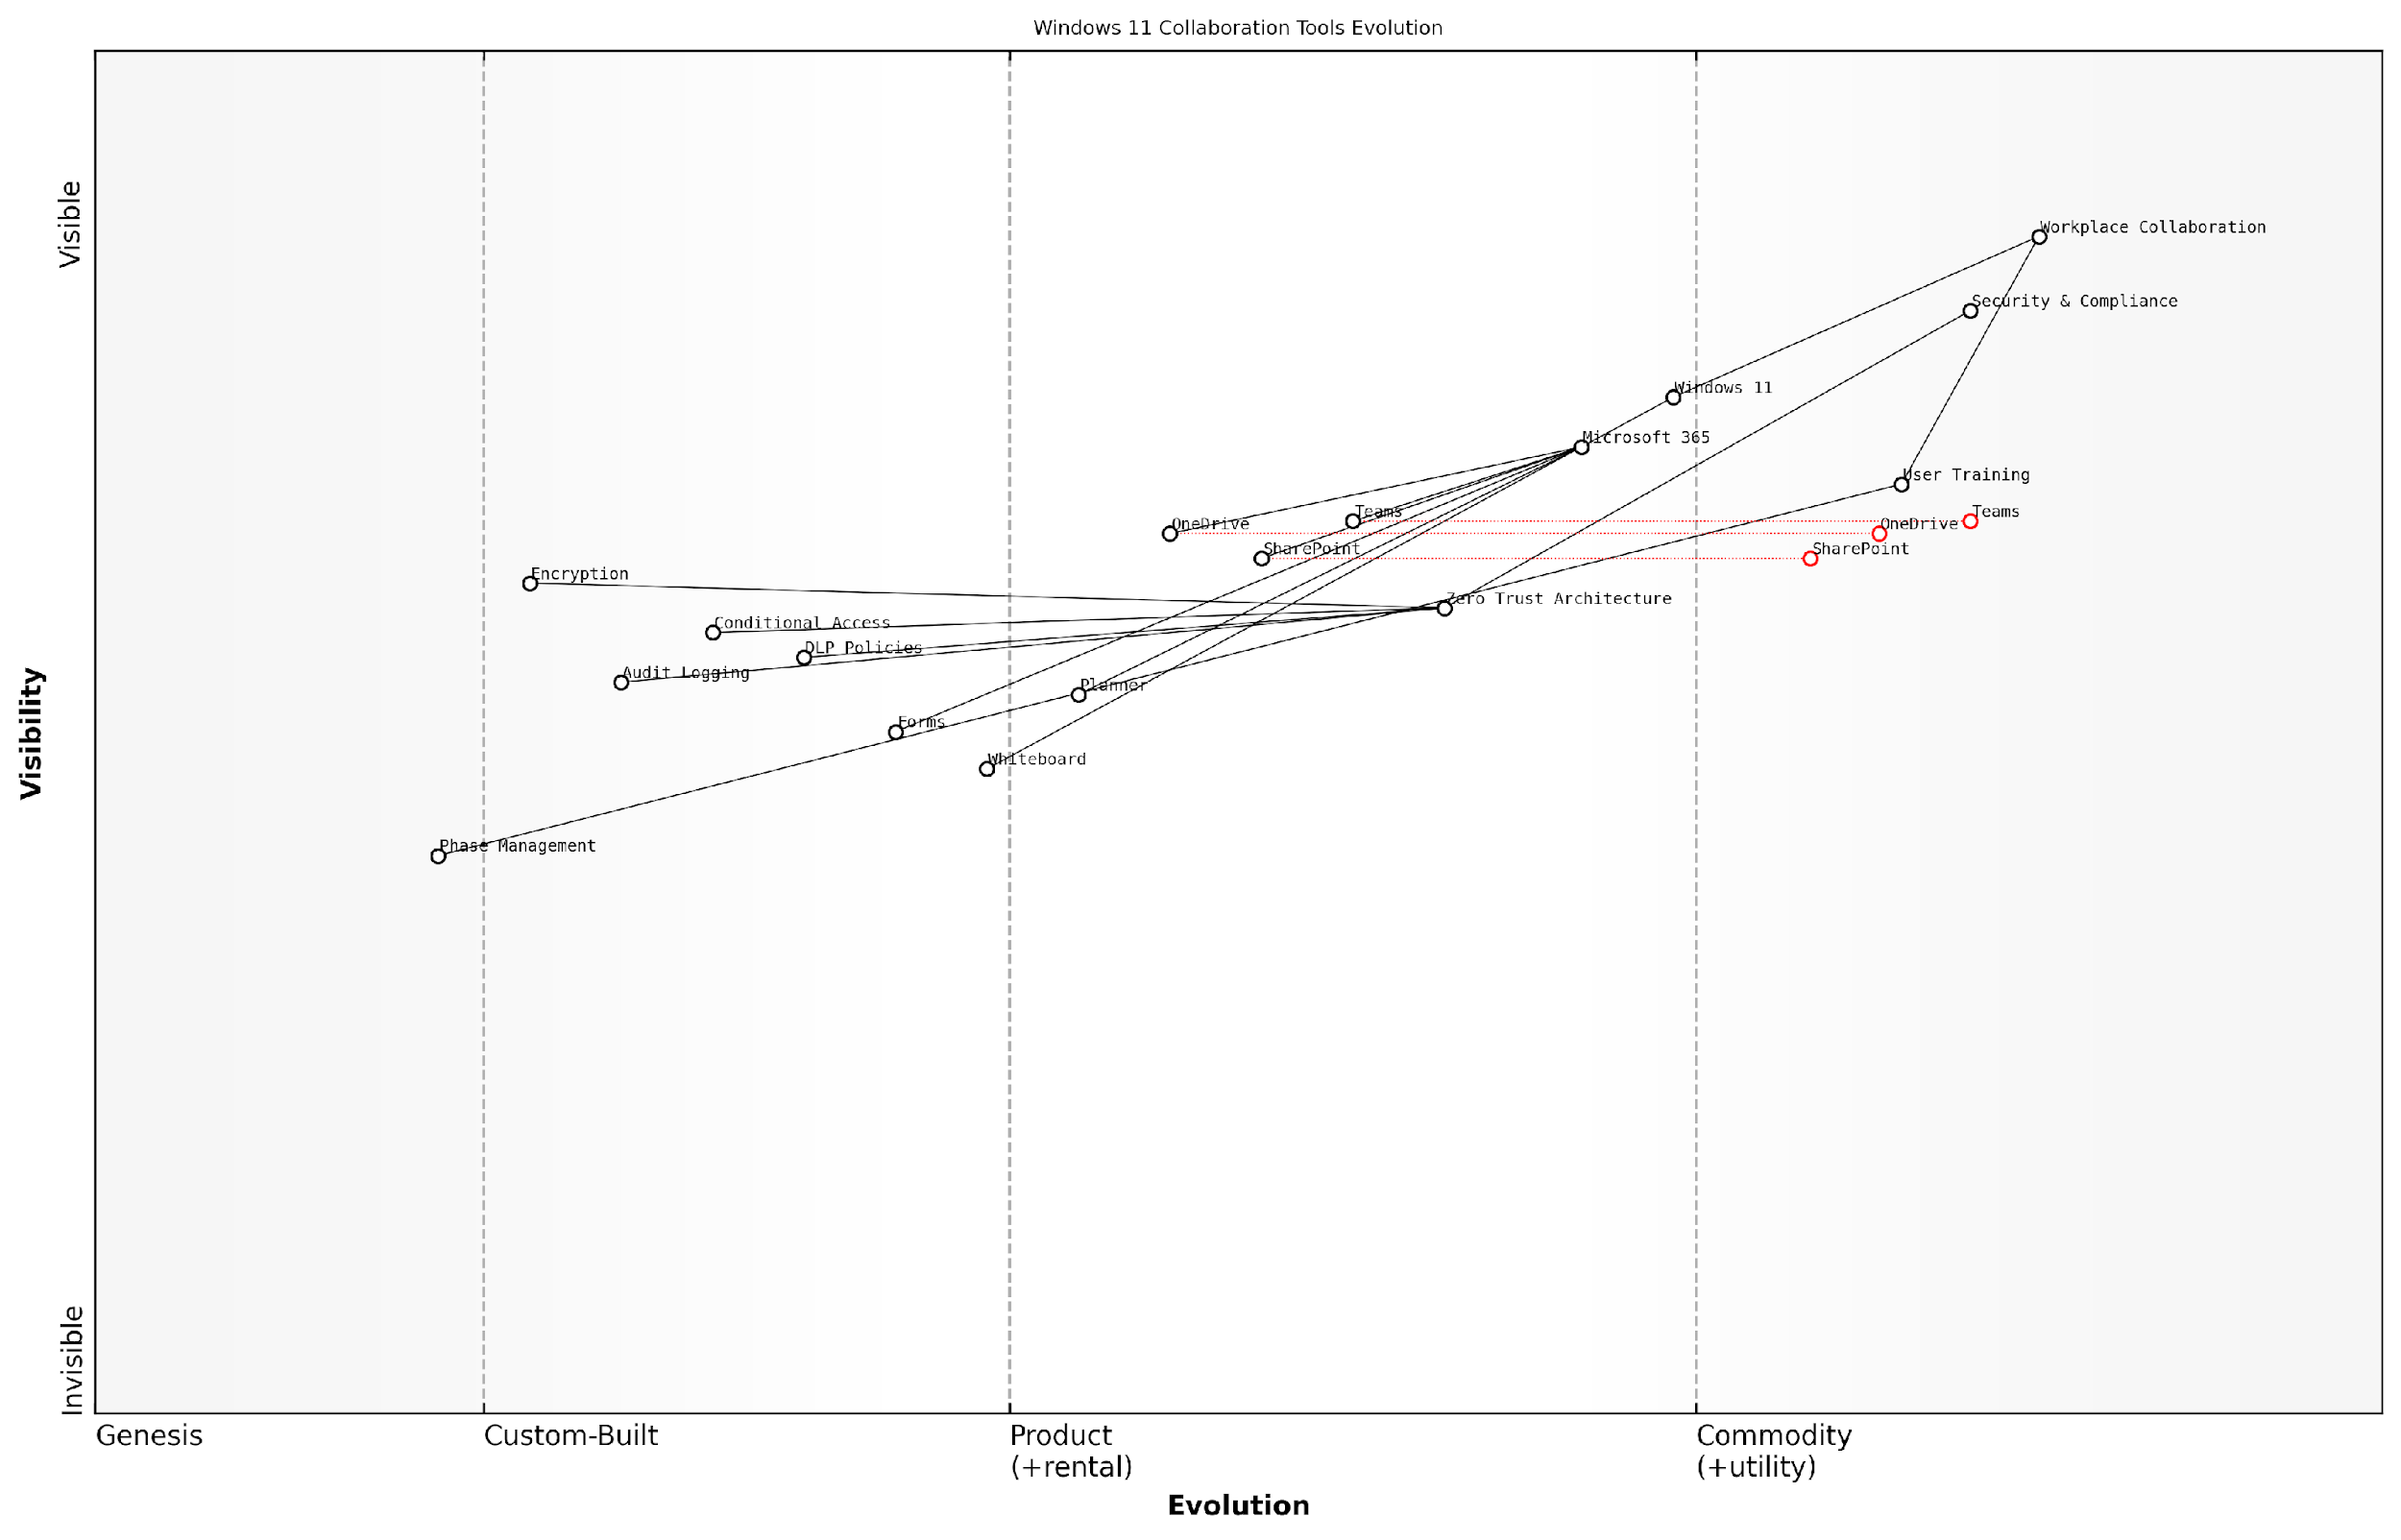 Windows 11 Collaboration Tools Evolution
Visible
Workplace Collaboration
Security & Compliance
Windows 11
Microsoft 365
User Training
OneDrive
Teams
OneDrive
Teams
SharePoint
SharePoint
Encryption
Zero Trust Architecture
Conditional Access
DLP Policies
Audit Logging
Planner
Forms
Whiteboard
Phase Management
Visibility
Invisible
Genesis
Custom-Built
Product
(+rental)
Commodity
(+utility)
Evolution